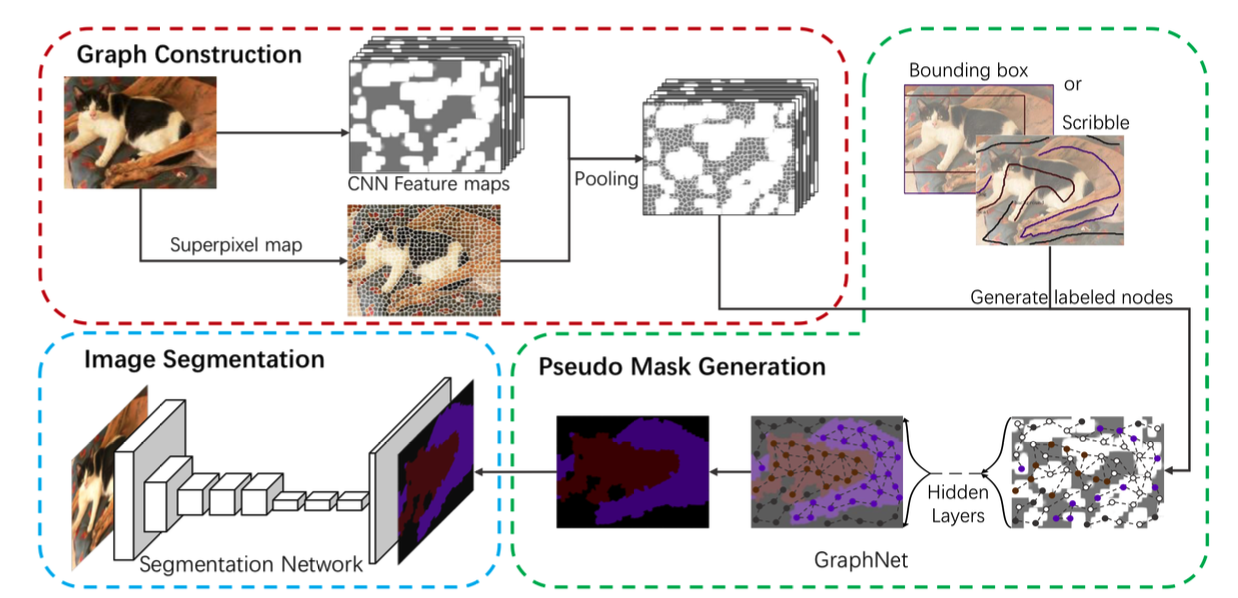 Graph Construction
CNN Feature maps
Superpixel map
Pooling
Bounding box
or
Scribble
Generate labeled nodes
Image Segmentation
Segmentation Network
Pseudo Mask Generation
Hidden
Layers
GraphNet